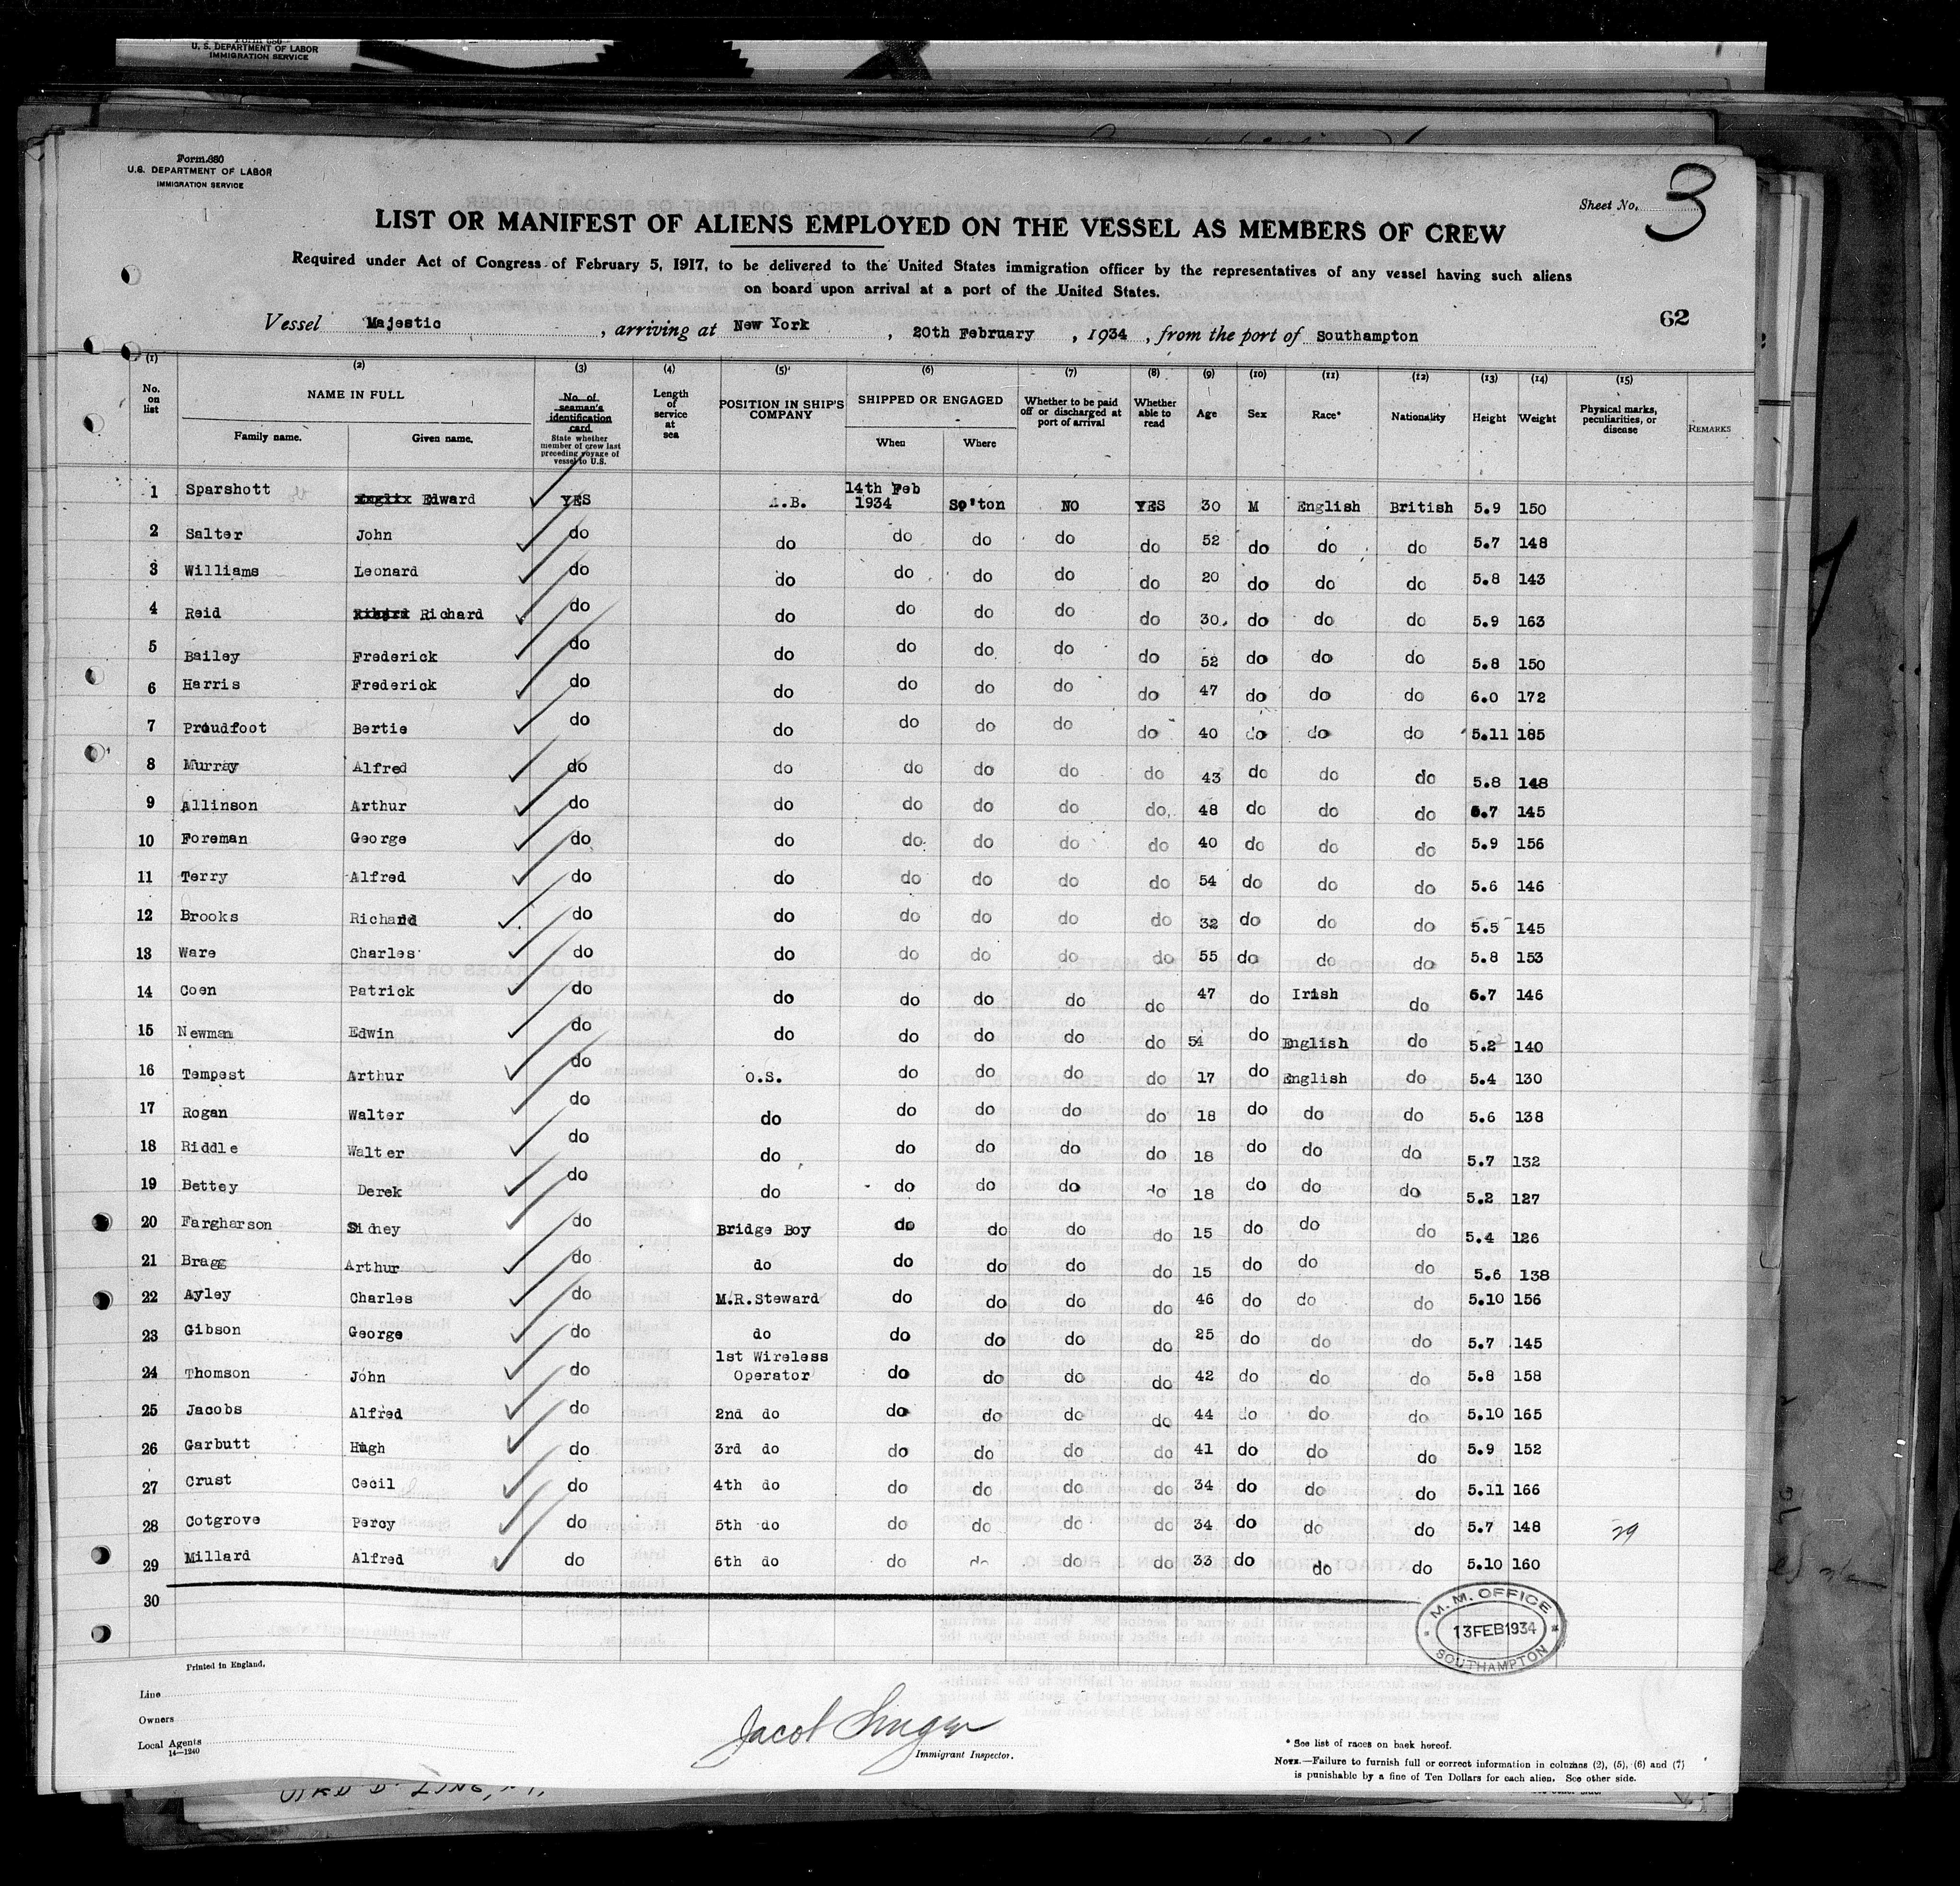 Form 680
U. S. DEPARTMENT OF LABOR
IMMIGRATION SERVICE
Form 680
U.S. DEPARTMENT OF LABOR
IMMIGRATION SERVICE
Sheet No. 3
LIST OR MANIFEST OF ALIENS EMPLOYED ON THE VESSEL AS MEMBERS OF CREW
Required under Act of Congress of February 5, 1917, to be delivered to the United States immigration officer by the representatives of any vessel having such aliens
on board upon arrival at a port of the United States.
62
Vessel Majestic, arriving at New York, 20th February, 1934, from the port of Southampton
(1) (2) (3) (4) (5) (6) (7) (8) (9) (10) (11) (12) (13) (14) (15)
No. on list NAME IN FULL Family name. Given name. No. of seaman's identification card State whether member of crew last preceding voyage of vessel to U.S. Length of service at sea POSITION IN SHIP'S COMPANY SHIPPED OR ENGAGED When Where Whether to be paid off or discharged at port of arrival Whether able to read Age Sex Race* Nationality Height Weight Physical marks, peculiarities, or disease REMARKS
1 Sparshott Edward YES A.B. 14th Feb 1934 So'ton NO YES 30 M English British 5.9 150
2 Salter John do do do do do do 52 do do do 5.7 148
3 Williams Leonard do do do do do do 20 do do do 5.8 143
4 Reid Richard do do do do do do 30. do do do 5.9 163
5 Bailey Frederick do do do do do do 52 do do do 5.8 150
6 Harris Frederick do do do do do do 47 do do do 6.0 172
7 Proudfoot Bertie do do do do do do 40 do do do 5.11 185
8 Murray Alfred do do do do do do 43 do do do 5.8 148
9 Allinson Arthur do do do do do do, 48 do do do 5.7 145
10 Foreman George do do do do do do 40 do do do 5.9 156
11 Terry Alfred do do do do do do 54 do do do 5.6 146
12 Brooks Richard do do do do do do 32 do do do 5.5 145
13 Ware Charles do do do do do do 55 do do do 5.8 153
14 Coen Patrick do do do do do do 47 do Irish do 5.7 146
15 Newman Edwin do do do do do do 54 do English do 5.2 140
16 Tempest Arthur do O.S. do do do do 17 do English do 5.4 130
17 Rogan Walter do do do do do do 18 do do do 5.6 138
18 Riddle Walter do do do do do do 18 do do do 5.7 132
19 Bettey Derek do do do do do do 18 do do do 5.2 127
20 Fargharson Sidney do Bridge Boy do do do do 15 do do do 5.4 126
21 Bragg Arthur do do do do do do 15 do do do 5.6 138
22 Ayley Charles do M.R.Steward do do do do 46 do do do 5.10 156
23 Gibson George do do do do do do 25 do do do 5.7 145
24 Thomson John do 1st Wireless Operator do do do do 42 do do do 5.8 158
25 Jacobs Alfred do 2nd do do do do do 44 do do do 5.10 165
26 Garbutt Hugh do 3rd do do do do do 41 do do do 5.9 152
27 Crust Cecil do 4th do do do do do 34 do do do 5.11 166
28 Cotgrove Percy do 5th do do do do do 34 do do do 5.7 148 29
29 Millard Alfred do 6th do do do do do 33 do do do 5.10 160
30
M.M. OFFICE
13 FEB 1934
SOUTHAMPTON
Printed in England.
Line
Owners
Local Agents
14—1240
Jacob
Immigrant Inspector.
* See list of races on back hereof.
NOTE.—Failure to furnish full or correct information in columns (2), (5), (6) and (7)
is punishable by a fine of Ten Dollars for each alien. See other side.